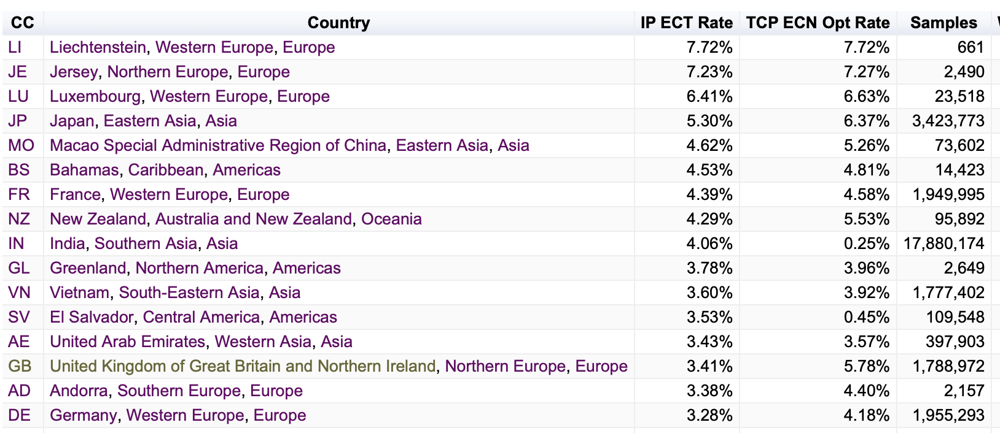 CC Country IP ECT Rate TCP ECN Opt Rate Samples
LI Liechtenstein, Western Europe, Europe 7.72% 7.72% 661
JE Jersey, Northern Europe, Europe 7.23% 7.27% 2,490
LU Luxembourg, Western Europe, Europe 6.41% 6.63% 23,518
JP Japan, Eastern Asia, Asia 5.30% 6.37% 3,423,773
MO Macao Special Administrative Region of China, Eastern Asia, Asia 4.62% 5.26% 73,602
BS Bahamas, Caribbean, Americas 4.53% 4.81% 14,423
FR France, Western Europe, Europe 4.39% 4.58% 1,949,995
NZ New Zealand, Australia and New Zealand, Oceania 4.29% 5.53% 95,892
IN India, Southern Asia, Asia 4.06% 0.25% 17,880,174
GL Greenland, Northern America, Americas 3.78% 3.96% 2,649
VN Vietnam, South-Eastern Asia, Asia 3.60% 3.92% 1,777,402
SV El Salvador, Central America, Americas 3.53% 0.45% 109,548
AE United Arab Emirates, Western Asia, Asia 3.43% 3.57% 397,903
GB United Kingdom of Great Britain and Northern Ireland, Northern Europe, Europe 3.41% 5.78% 1,788,972
AD Andorra, Southern Europe, Europe 3.38% 4.40% 2,157
DE Germany, Western Europe, Europe 3.28% 4.18% 1,955,293